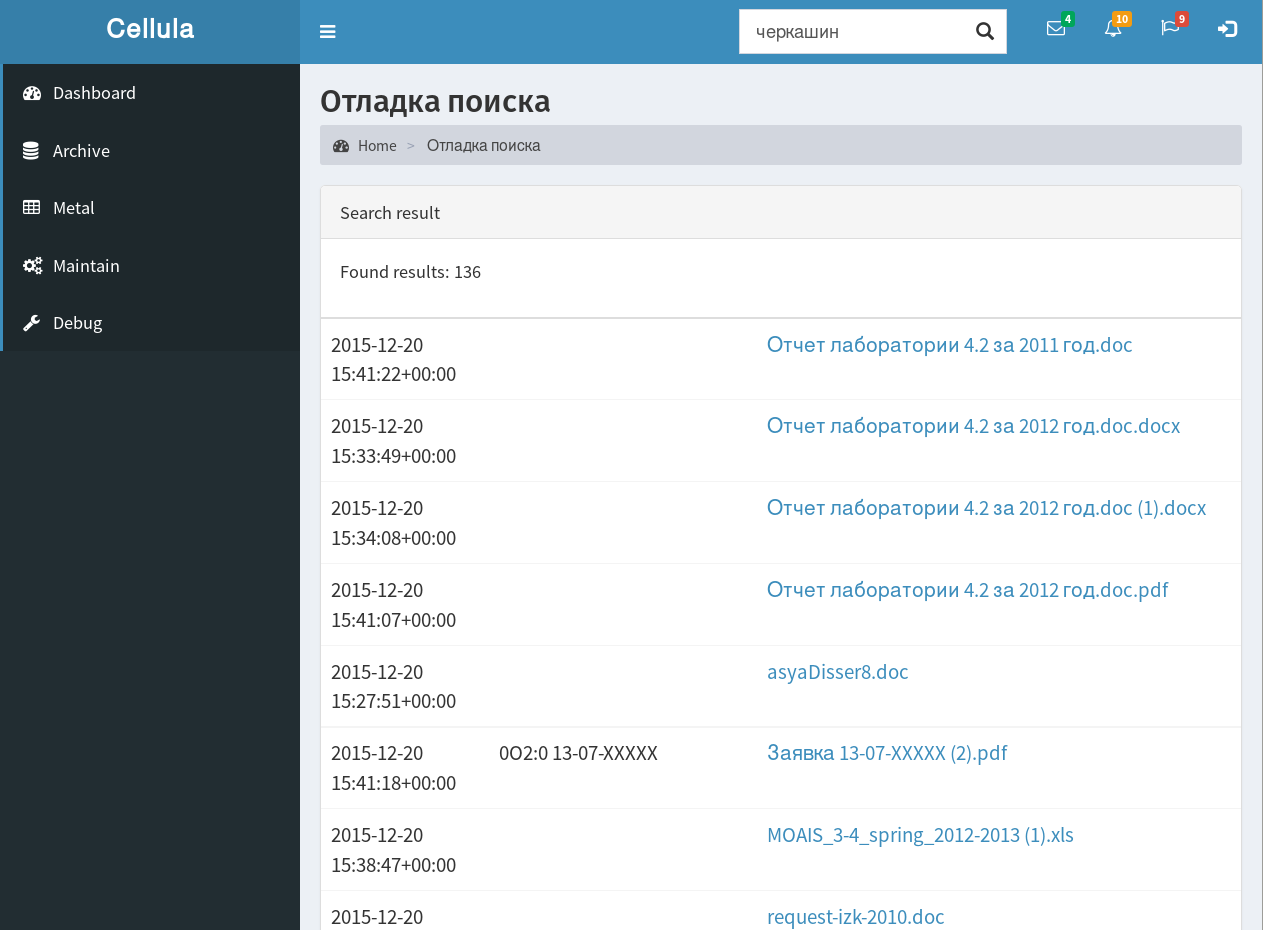 Cellula
черкашин
4
10
9
Dashboard
Archive
Metal
Maintain
Debug
Отладка поиска
Home > Отладка поиска
Search result
Found results: 136
2015-12-20 Отчет лаборатории 4.2 за 2011 год.doc
15:41:22+00:00
2015-12-20 Отчет лаборатории 4.2 за 2012 год.doc.docx
15:33:49+00:00
2015-12-20 Отчет лаборатории 4.2 за 2012 год.doc (1).docx
15:34:08+00:00
2015-12-20 Отчет лаборатории 4.2 за 2012 год.doc.pdf
15:41:07+00:00
2015-12-20 asyaDisser8.doc
15:27:51+00:00
2015-12-20 0О2:0 13-07-XXXXX Заявка 13-07-XXXXX (2).pdf
15:41:18+00:00
2015-12-20 MOAIS_3-4_spring_2012-2013 (1).xls
15:38:47+00:00
2015-12-20 request-izk-2010.doc